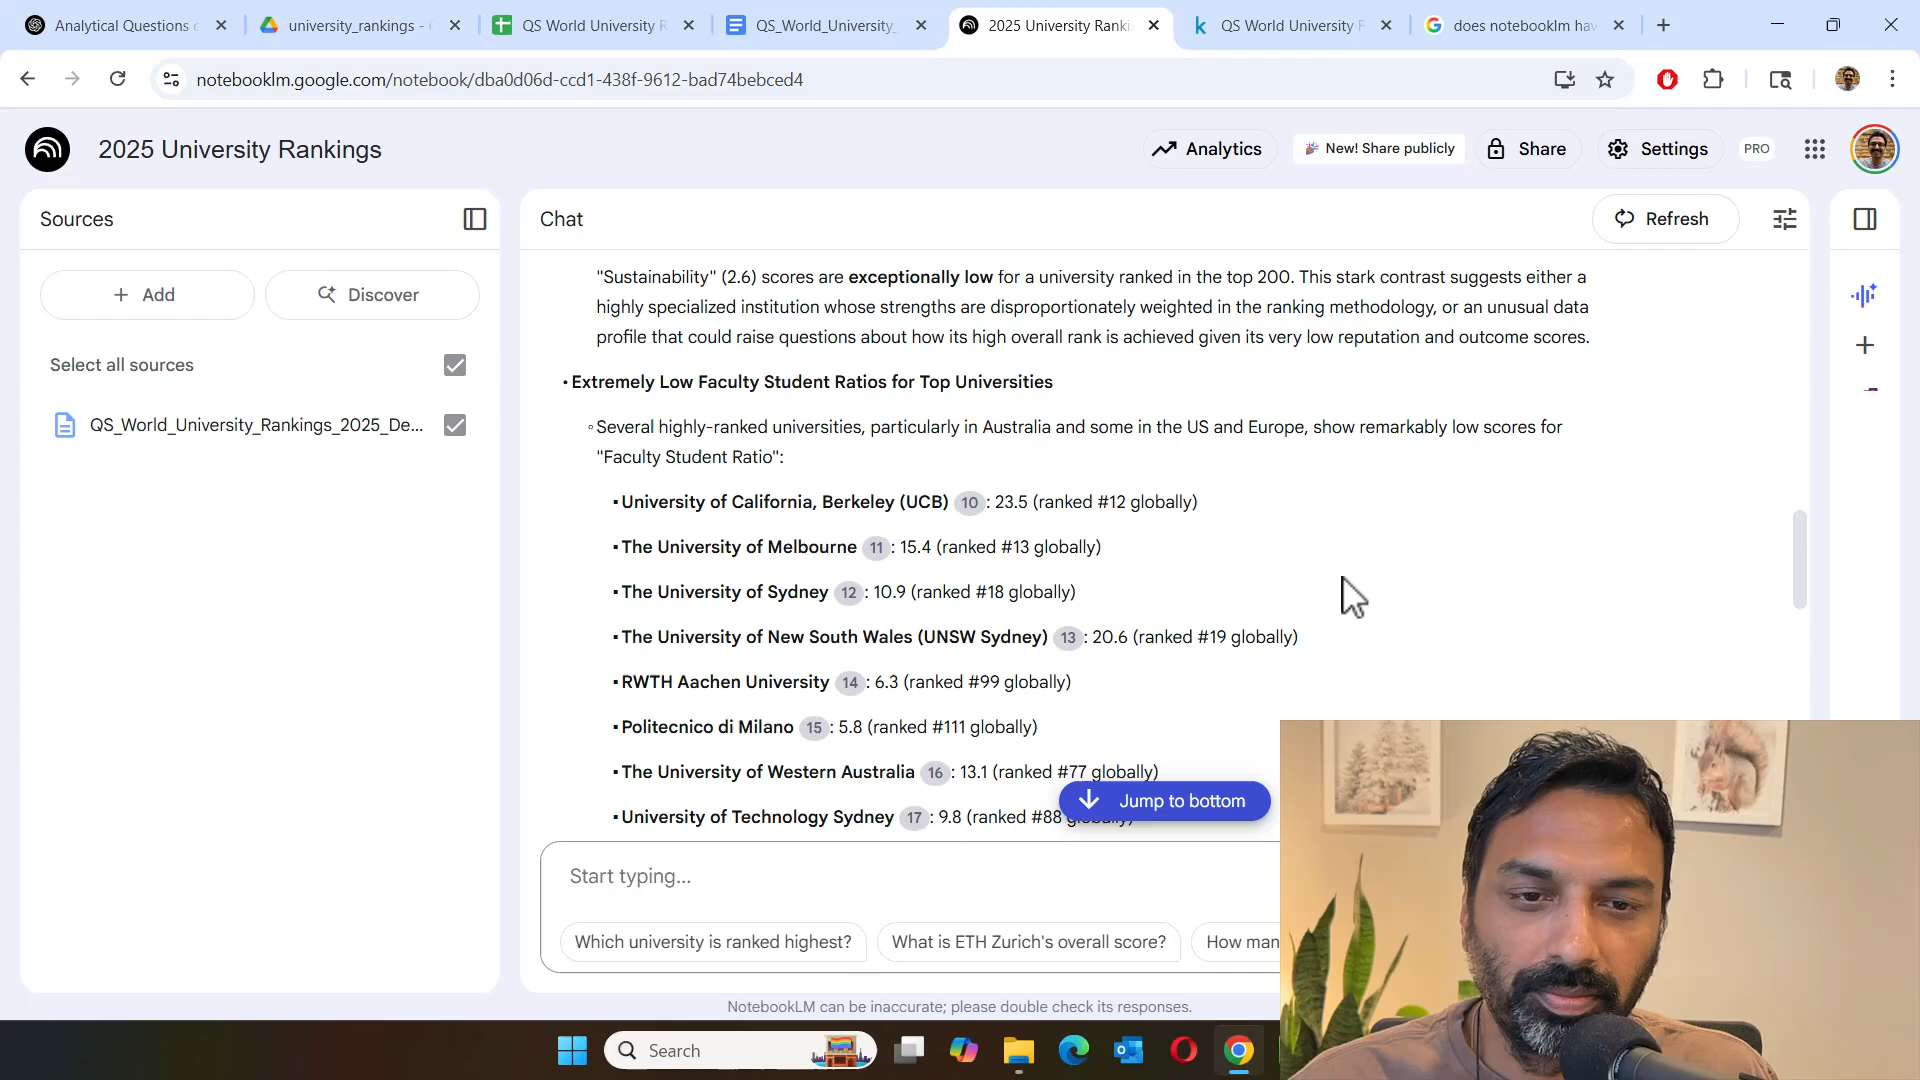 Analytical Questions o
university_rankings - G
QS World University R
QS_World_University_
2025 University Rankin
QS World University R
does notebooklm hav
notebooklm.google.com/notebook/dba0d06d-ccd1-438f-9612-bad74bebced4
2025 University Rankings
Analytics
New! Share publicly
Share
Settings
PRO
Sources
Chat
Refresh
+ Add
Discover
Select all sources
QS_World_University_Rankings_2025_De...
"Sustainability" (2.6) scores are exceptionally low for a university ranked in the top 200. This stark contrast suggests either a
highly specialized institution whose strengths are disproportionately weighted in the ranking methodology, or an unusual data
profile that could raise questions about how its high overall rank is achieved given its very low reputation and outcome scores.
• Extremely Low Faculty Student Ratios for Top Universities
◦ Several highly-ranked universities, particularly in Australia and some in the US and Europe, show remarkably low scores for
"Faculty Student Ratio":
▪ University of California, Berkeley (UCB) 10 : 23.5 (ranked #12 globally)
▪ The University of Melbourne 11 : 15.4 (ranked #13 globally)
▪ The University of Sydney 12 : 10.9 (ranked #18 globally)
▪ The University of New South Wales (UNSW Sydney) 13 : 20.6 (ranked #19 globally)
▪ RWTH Aachen University 14 : 6.3 (ranked #99 globally)
▪ Politecnico di Milano 15 : 5.8 (ranked #111 globally)
▪ The University of Western Australia 16 : 13.1 (ranked #77 globally)
▪ University of Technology Sydney 17 : 9.8 (ranked #88 globally)
Jump to bottom
Start typing...
Which university is ranked highest?
What is ETH Zurich's overall score?
How man
NotebookLM can be inaccurate; please double check its responses.
Search